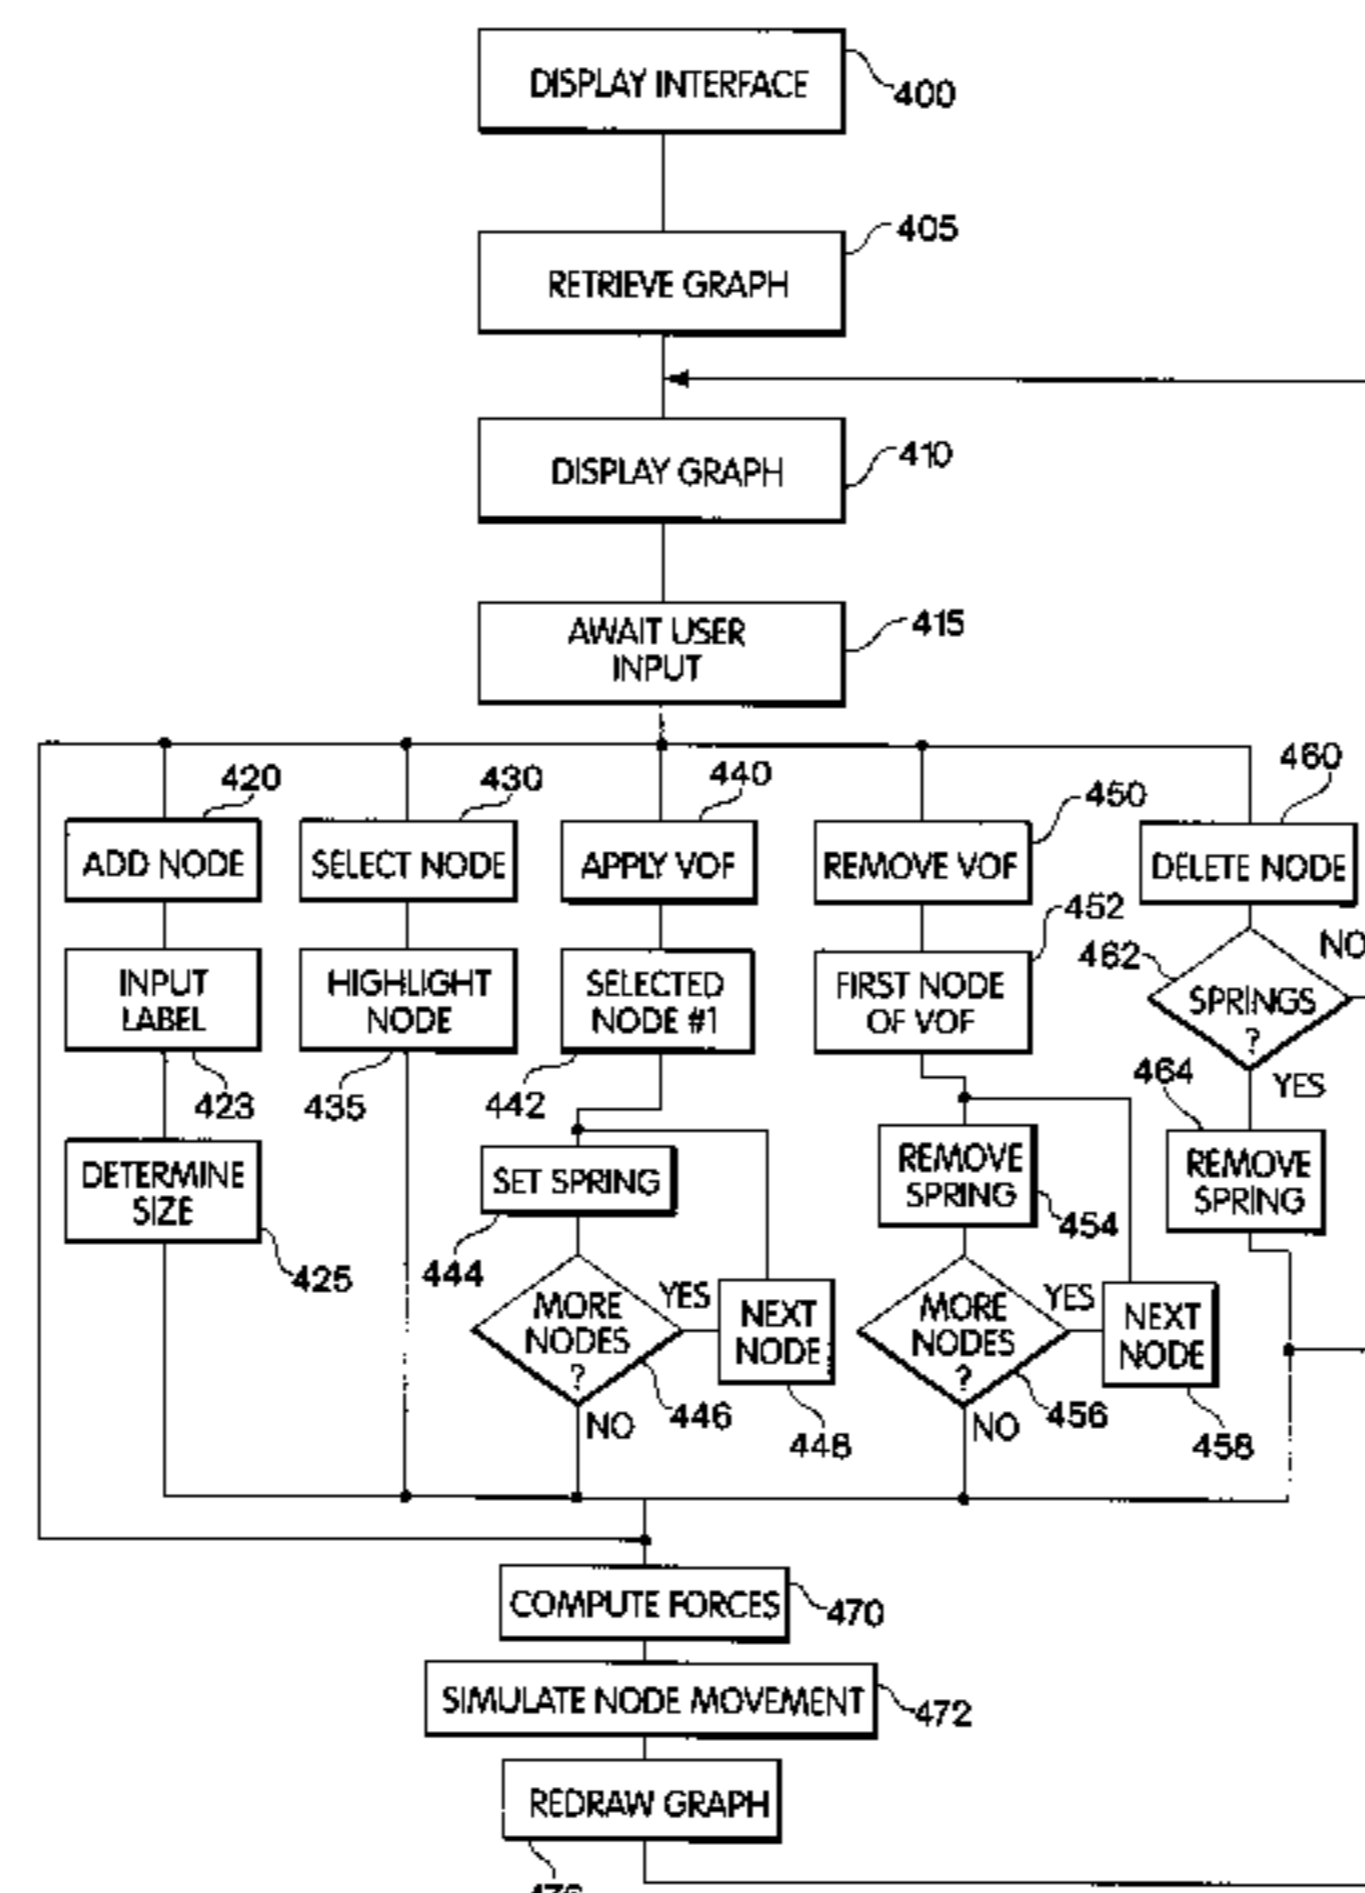 DISPLAY INTERFACE
400
405
RETRIEVE GRAPH
410
DISPLAY GRAPH
415
AWAIT USER
INPUT
420
430
440
450
460
ADD NODE
SELECT NODE
APPLY VOF
REMOVE VOF
DELETE NODE
452
462
NO
INPUT
LABEL
HIGHLIGHT
NODE
SELECTED
NODE #1
FIRST NODE
OF VOF
SPRINGS
?
423
435
442
464
YES
DETERMINE
SIZE
SET SPRING
REMOVE
SPRING
REMOVE
SPRING
425
444
454
MORE
NODES
?
YES
NEXT
NODE
MORE
NODES
?
YES
NEXT
NODE
446
NO
448
456
NO
458
COMPUTE FORCES
470
SIMULATE NODE MOVEMENT
472
REDRAW GRAPH